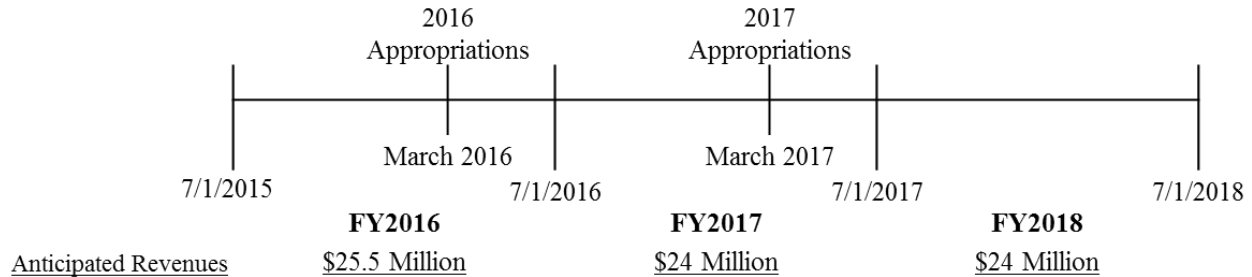 2016 2017
Appropriations Appropriations
March 2016 March 2017
7/1/2015 7/1/2016 7/1/2017 7/1/2018
FY2016 FY2017 FY2018
Anticipated Revenues $25.5 Million $24 Million $24 Million